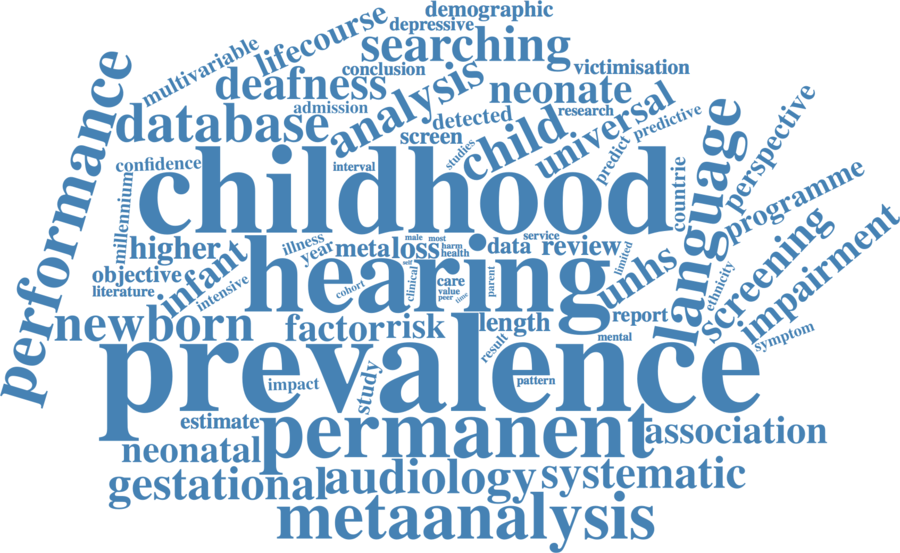 demographic
depressive
lifecourse
searching
multivariable
conclusion
victimisation
deafness
analysis
neonate
admission
database
detected
research
universal
predictive
screen
child
performance
language
perspective
confidence
interval
studies
predict
childhood
countrie
millennium
programme
higher
illness
year
metaloss
male
most
harm
health
service
data
review
limited
objective
infant
hearing
self
clinical
care
value
peer
time
parent
unhs
ethnicity
screening
impairment
literature
intensive
cohort
newborn
factor
risk
length
report
symptom
result
mental
prevalence
impact
study
pattern
estimate
permanent
association
neonatal
gestational
audiology
systematic
metaanalysis